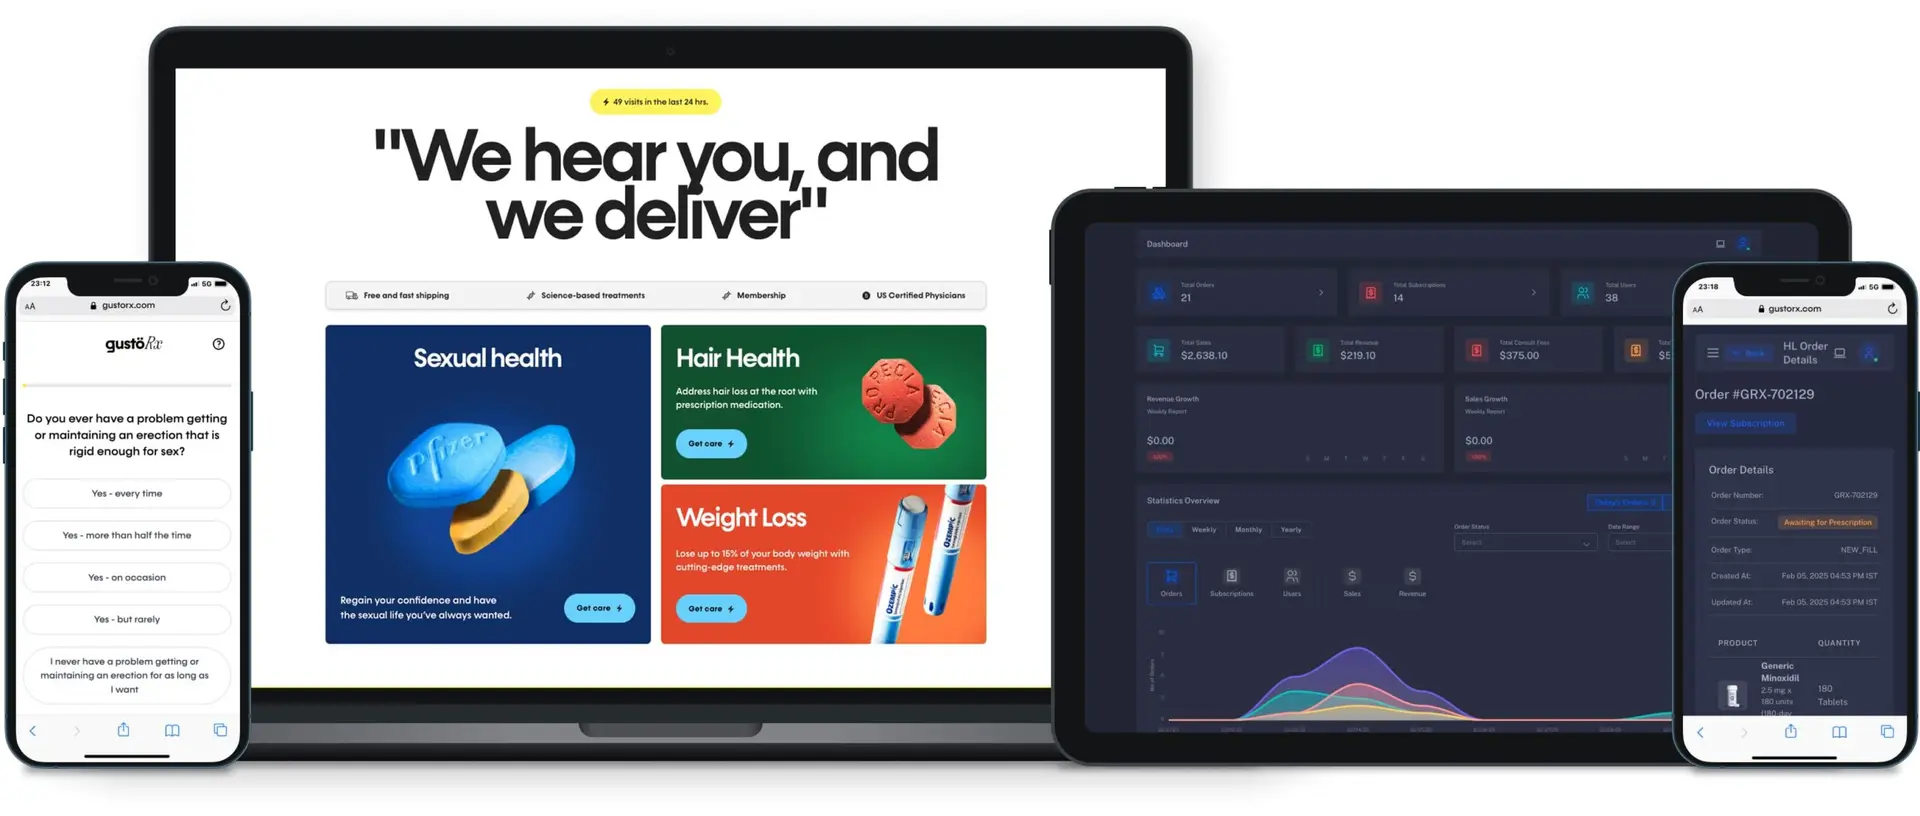 49 visits in the last 24 hrs.
"We hear you, and
we deliver"
Free and fast shipping
Science-based treatments
Membership
US Certified Physicians
Sexual health
Pfizer
Regain your confidence and have
the sexual life you've always wanted.
Get care
Hair Health
Address hair loss at the root with
prescription medication.
Get care
PROPECIA
Weight Loss
Lose up to 15% of your body weight with
cutting-edge treatments.
Get care
OZEMPIC
OZEMPIC
23:12
5G
AA
gustorx.com
gustöRx
Do you ever have a problem getting
or maintaining an erection that is
rigid enough for sex?
Yes - every time
Yes - more than half the time
Yes - on occasion
Yes - but rarely
I never have a problem getting or
maintaining an erection for as long as
I want
Dashboard
Total Orders
21
Total Subscriptions
14
Total Users
38
Total Sales
$2,638.10
Total Revenue
$219.10
Total Consult Fees
$375.00
Revenue Growth
Weekly Report
$0.00
Sales Growth
Weekly Report
$0.00
Statistics Overview
Weekly
Monthly
Yearly
Order Status
Select
Date Range
Select
Orders
Subscriptions
Users
Sales
Revenue
23:18
5G
AA
gustorx.com
Back
HL Order
Details
Order #GRX-702129
View Subscription
Order Details
Order Number:
GRX-702129
Order Status:
Awaiting for Prescription
Order Type:
NEW_FILL
Created At:
Feb 05, 2025 04:53 PM IST
Updated At:
Feb 05, 2025 04:53 PM IST
PRODUCT
QUANTITY
Generic
Minoxidil
2.5 mg x
180 units
(180 day
180
Tablets